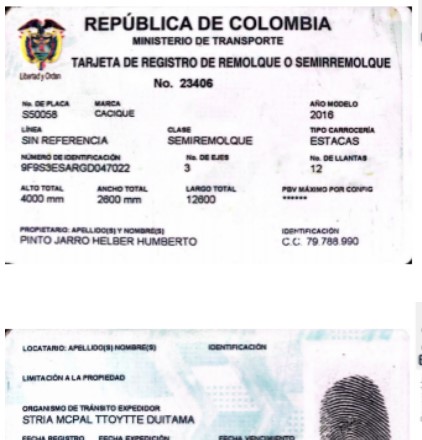 REPÚBLICA DE COLOMBIA
MINISTERIO DE TRANSPORTE
Libertad y Orden
TARJETA DE REGISTRO DE REMOLQUE O SEMIRREMOLQUE
No. 23406
No. DE PLACA MARCA AÑO MODELO
S50058 CACIQUE 2016
LÍNEA CLASE TIPO CARROCERÍA
SIN REFERENCIA SEMIREMOLQUE ESTACAS
NÚMERO DE IDENTIFICACIÓN No. DE EJES No. DE LLANTAS
9F9S3ESARGD047022 3 12
ALTO TOTAL ANCHO TOTAL LARGO TOTAL PBV MÁXIMO POR CONFIG
4000 mm 2600 mm 12600 ******
PROPIETARIO: APELLIDO(S) Y NOMBRE(S) IDENTIFICACIÓN
PINTO JARRO HELBER HUMBERTO C.C. 79.788.990
LOCATARIO: APELLIDO(S) NOMBRE(S) IDENTIFICACIÓN
LIMITACIÓN A LA PROPIEDAD
ORGANISMO DE TRÁNSITO EXPEDIDOR
STRIA MCPAL TTOYTTE DUITAMA
FECHA REGISTRO FECHA EXPEDICIÓN FECHA VENCIMIENTO